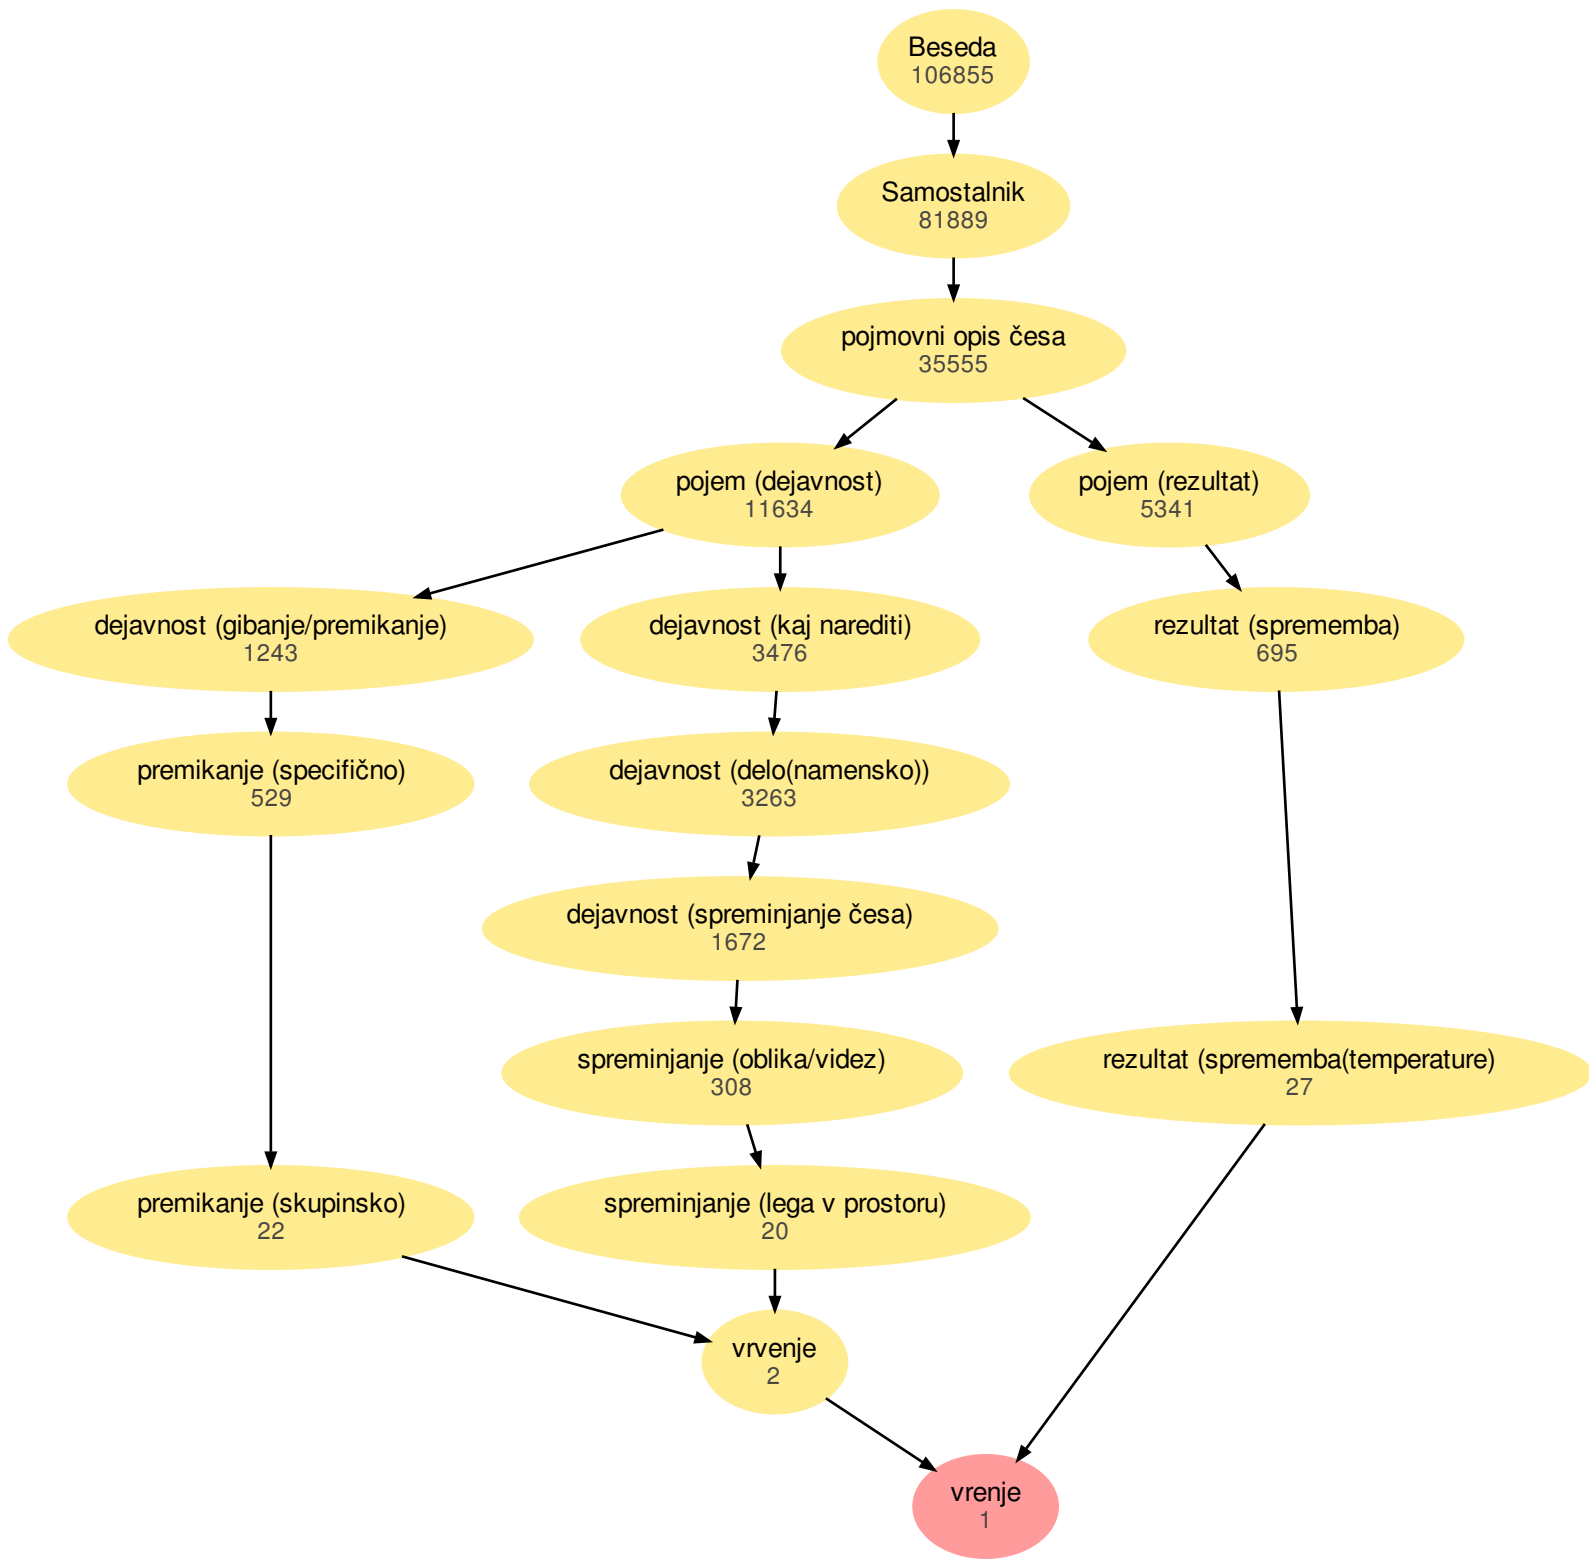 Beseda
106855
Samostalnik
81889
pojmovni opis česa
35555
pojem (dejavnost)
11634
pojem (rezultat)
5341
dejavnost (gibanje/premikanje)
1243
dejavnost (kaj narediti)
3476
rezultat (sprememba)
695
premikanje (specifično)
529
dejavnost (delo(namensko))
3263
dejavnost (spreminjanje česa)
1672
spreminjanje (oblika/videz)
308
rezultat (sprememba(temperature)
27
premikanje (skupinsko)
22
spreminjanje (lega v prostoru)
20
vrvenje
2
vrenje
1